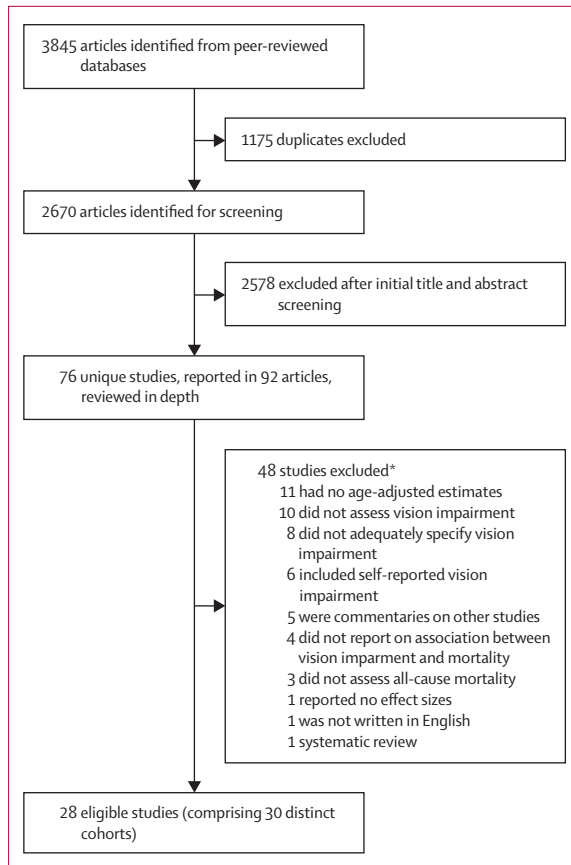 3845 articles identified from peer-reviewed
databases
1175 duplicates excluded
2670 articles identified for screening
2578 excluded after initial title and abstract
screening
76 unique studies, reported in 92 articles,
reviewed in depth
48 studies excluded*
11 had no age-adjusted estimates
10 did not assess vision impairment
8 did not adequately specify vision
impairment
6 included self-reported vision
impairment
5 were commentaries on other studies
4 did not report on association between
vision imparment and mortality
3 did not assess all-cause mortality
1 reported no effect sizes
1 was not written in English
1 systematic review
28 eligible studies (comprising 30 distinct
cohorts)